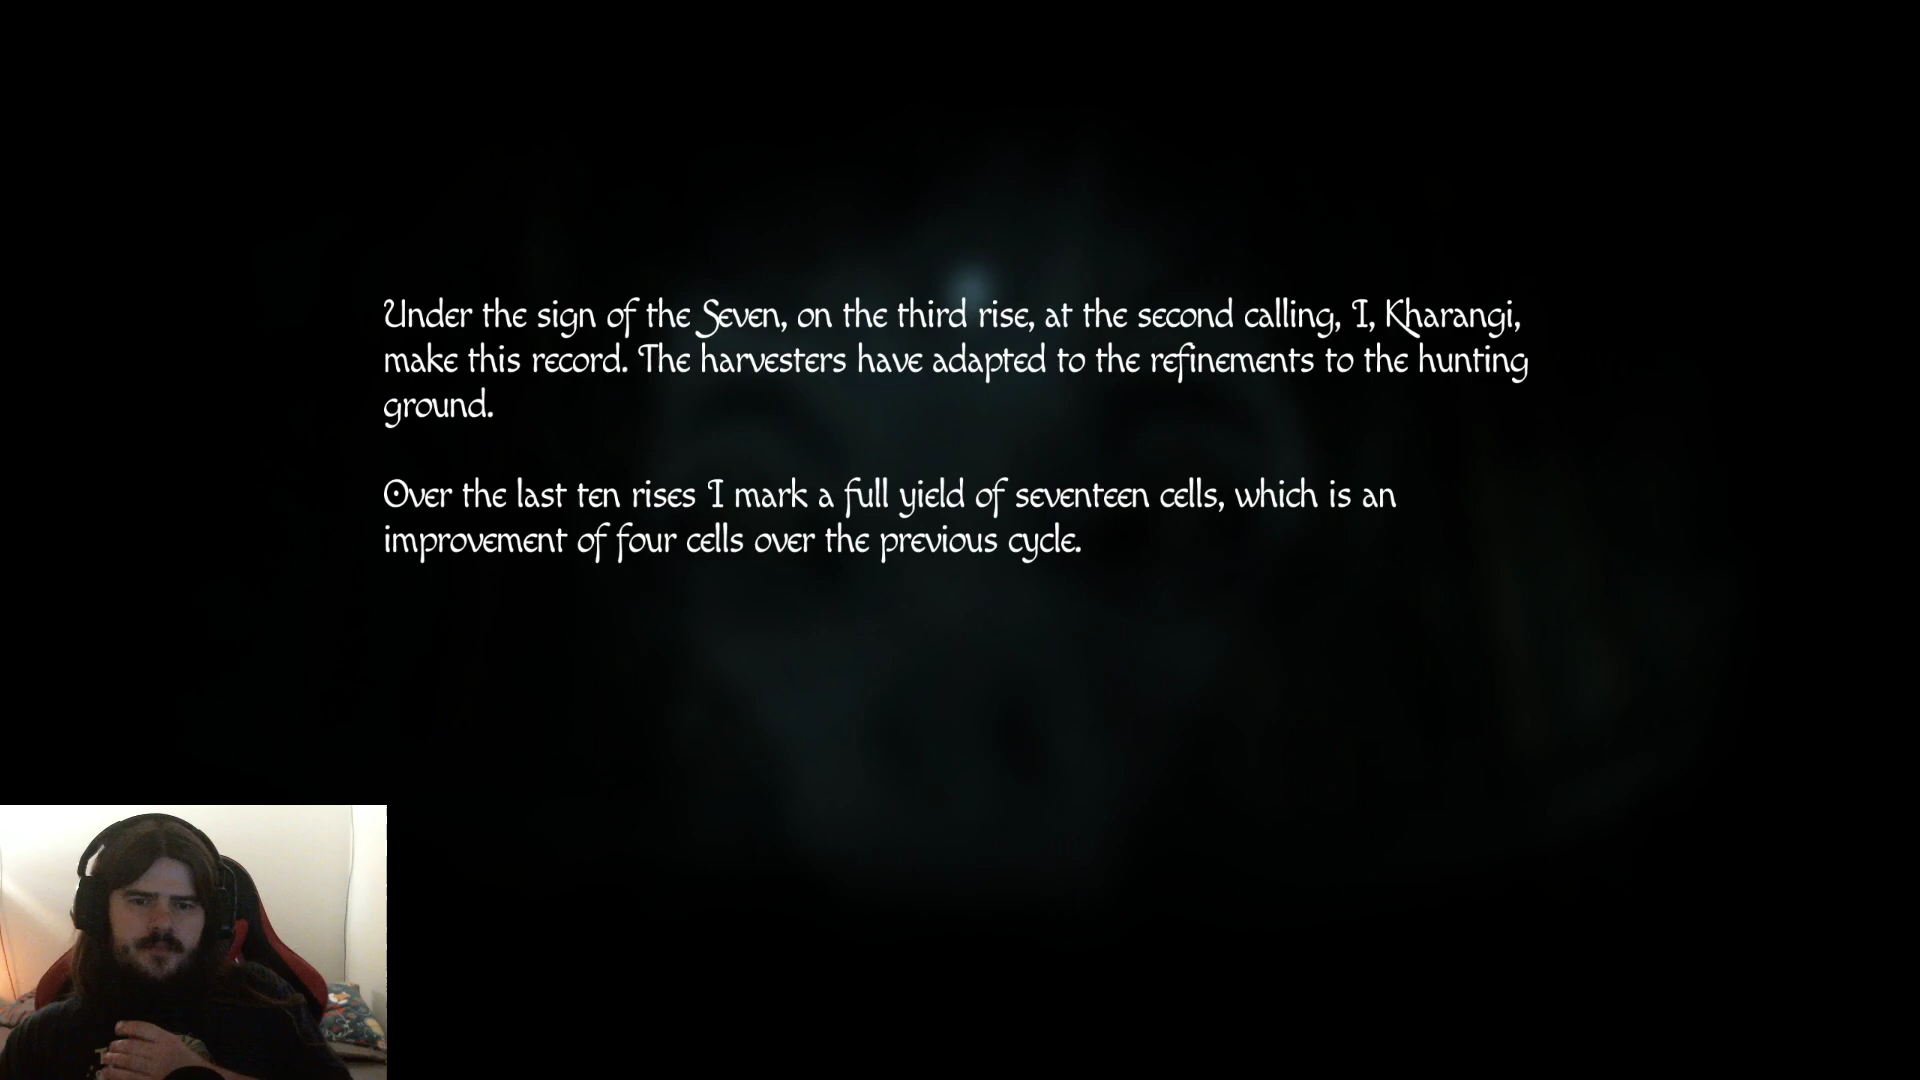 Under the sign of the Seven, on the third rise, at the second calling, I, Kharangi,
make this record. The harvesters have adapted to the refinements to the hunting
ground.
Over the last ten rises I mark a full yield of seventeen cells, which is an
improvement of four cells over the previous cycle.